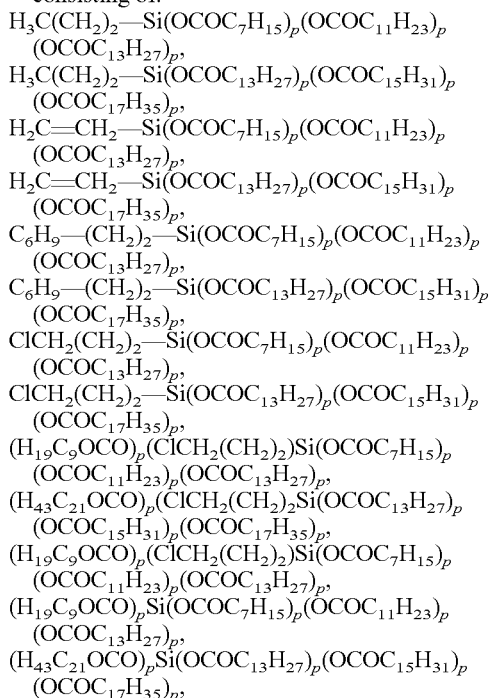 consisting of:
H₃C(CH₂)₂—Si(OCOC₇H₁₅)ₚ(OCOC₁₁H₂₃)ₚ
(OCOC₁₃H₂₇)ₚ,
H₃C(CH₂)₂—Si(OCOC₁₃H₂₇)ₚ(OCOC₁₅H₃₁)ₚ
(OCOC₁₇H₃₅)ₚ,
H₂C=CH₂—Si(OCOC₇H₁₅)ₚ(OCOC₁₁H₂₃)ₚ
(OCOC₁₃H₂₇)ₚ,
H₂C=CH₂—Si(OCOC₁₃H₂₇)ₚ(OCOC₁₅H₃₁)ₚ
(OCOC₁₇H₃₅)ₚ,
C₆H₉—(CH₂)₂—Si(OCOC₇H₁₅)ₚ(OCOC₁₁H₂₃)ₚ
(OCOC₁₃H₂₇)ₚ,
C₆H₉—(CH₂)₂—Si(OCOC₁₃H₂₇)ₚ(OCOC₁₅H₃₁)ₚ
(OCOC₁₇H₃₅)ₚ,
ClCH₂(CH₂)₂—Si(OCOC₇H₁₅)ₚ(OCOC₁₁H₂₃)ₚ
(OCOC₁₃H₂₇)ₚ,
ClCH₂(CH₂)₂—Si(OCOC₁₃H₂₇)ₚ(OCOC₁₅H₃₁)ₚ
(OCOC₁₇H₃₅)ₚ,
(H₁₉C₉OCO)ₚ(ClCH₂(CH₂)₂)Si(OCOC₇H₁₅)ₚ
(OCOC₁₁H₂₃)ₚ(OCOC₁₃H₂₇)ₚ,
(H₄₃C₂₁OCO)ₚ(ClCH₂(CH₂)₂Si(OCOC₁₃H₂₇)ₚ
(OCOC₁₅H₃₁)ₚ(OCOC₁₇H₃₅)ₚ,
(H₁₉C₉OCO)ₚ(ClCH₂(CH₂)₂)Si(OCOC₇H₁₅)ₚ
(OCOC₁₁H₂₃)ₚ(OCOC₁₃H₂₇)ₚ,
(H₁₉C₉OCO)ₚSi(OCOC₇H₁₅)ₚ(OCOC₁₁H₂₃)ₚ
(OCOC₁₃H₂₇)ₚ,
(H₄₃C₂₁OCO)ₚSi(OCOC₁₃H₂₇)ₚ(OCOC₁₅H₃₁)ₚ
(OCOC₁₇H₃₅)ₚ,